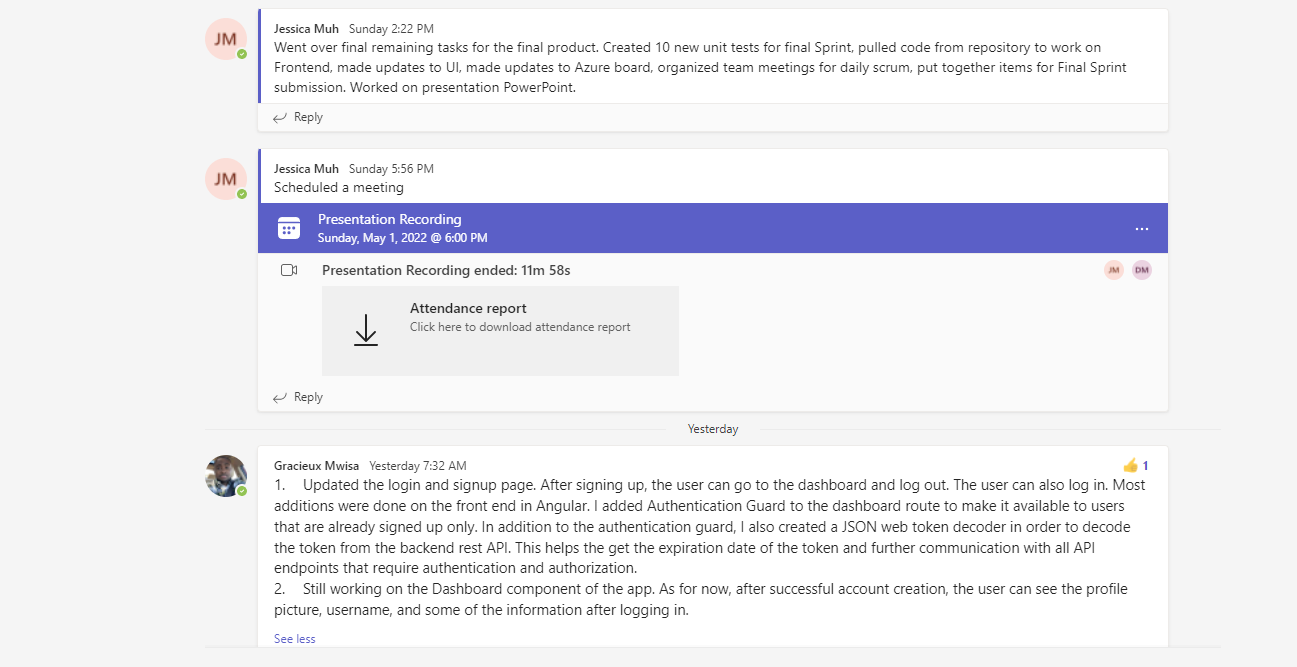 JM
Jessica Muh Sunday 2:22 PM
Went over final remaining tasks for the final product. Created 10 new unit tests for final Sprint, pulled code from repository to work on
Frontend, made updates to UI, made updates to Azure board, organized team meetings for daily scrum, put together items for Final Sprint
submission. Worked on presentation PowerPoint.
Reply
JM
Jessica Muh Sunday 5:56 PM
Scheduled a meeting
Presentation Recording
Sunday, May 1, 2022 @ 6:00 PM
...
Presentation Recording ended: 11m 58s
JM DM
Attendance report
Click here to download attendance report
Reply
Yesterday
Gracieux Mwisa Yesterday 7:32 AM
1
1. Updated the login and signup page. After signing up, the user can go to the dashboard and log out. The user can also log in. Most
additions were done on the front end in Angular. I added Authentication Guard to the dashboard route to make it available to users
that are already signed up only. In addition to the authentication guard, I also created a JSON web token decoder in order to decode
the token from the backend rest API. This helps the get the expiration date of the token and further communication with all API
endpoints that require authentication and authorization.
2. Still working on the Dashboard component of the app. As for now, after successful account creation, the user can see the profile
picture, username, and some of the information after logging in.
See less